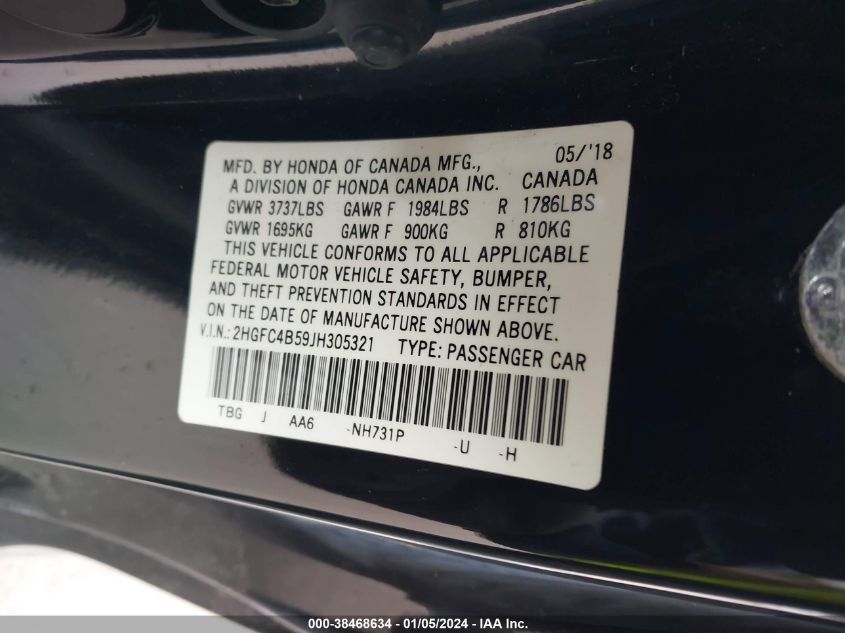 MFD. BY HONDA OF CANADA MFG., 05/'18
A DIVISION OF HONDA CANADA INC. CANADA
GVWR 3737LBS GAWR F 1984LBS R 1786LBS
GVWR 1695KG GAWR F 900KG R 810KG
THIS VEHICLE CONFORMS TO ALL APPLICABLE
FEDERAL MOTOR VEHICLE SAFETY, BUMPER,
AND THEFT PREVENTION STANDARDS IN EFFECT
ON THE DATE OF MANUFACTURE SHOWN ABOVE.
V.I.N.:2HGFC4B59JH305321 TYPE:PASSENGER CAR
TBG J AA6 -NH731P -U -H
000-38468634 - 01/05/2024 - IAA Inc.